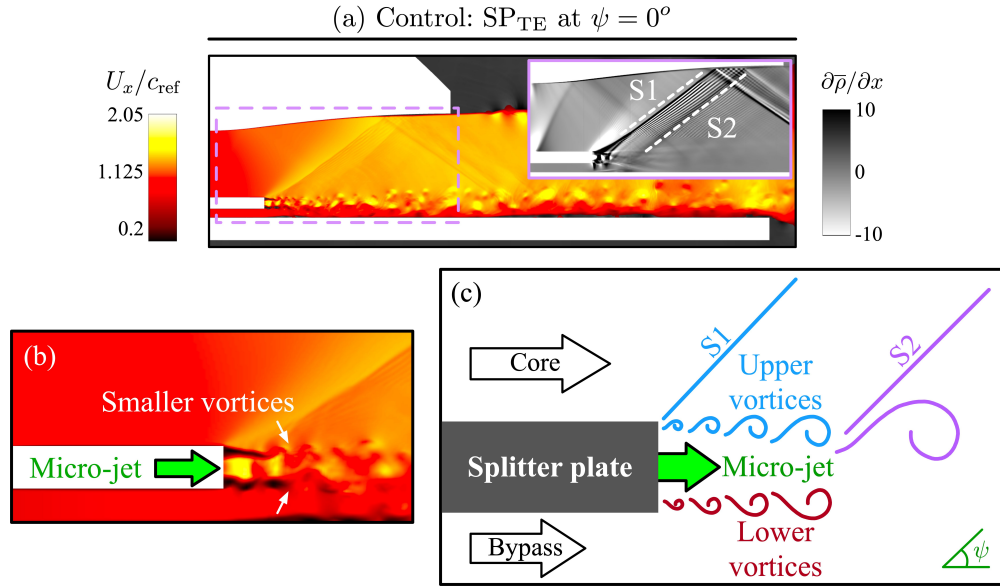 (a) Control: SP_TE at ψ = 0°
U_x/c_ref
2.05
1.125
0.2
S1
S2
∂ρ̅/∂x
10
0
-10
(b)
Smaller vortices
Micro-jet
(c)
Core
S1
Upper
vortices
S2
Splitter plate
Micro-jet
Bypass
Lower
vortices
ψ